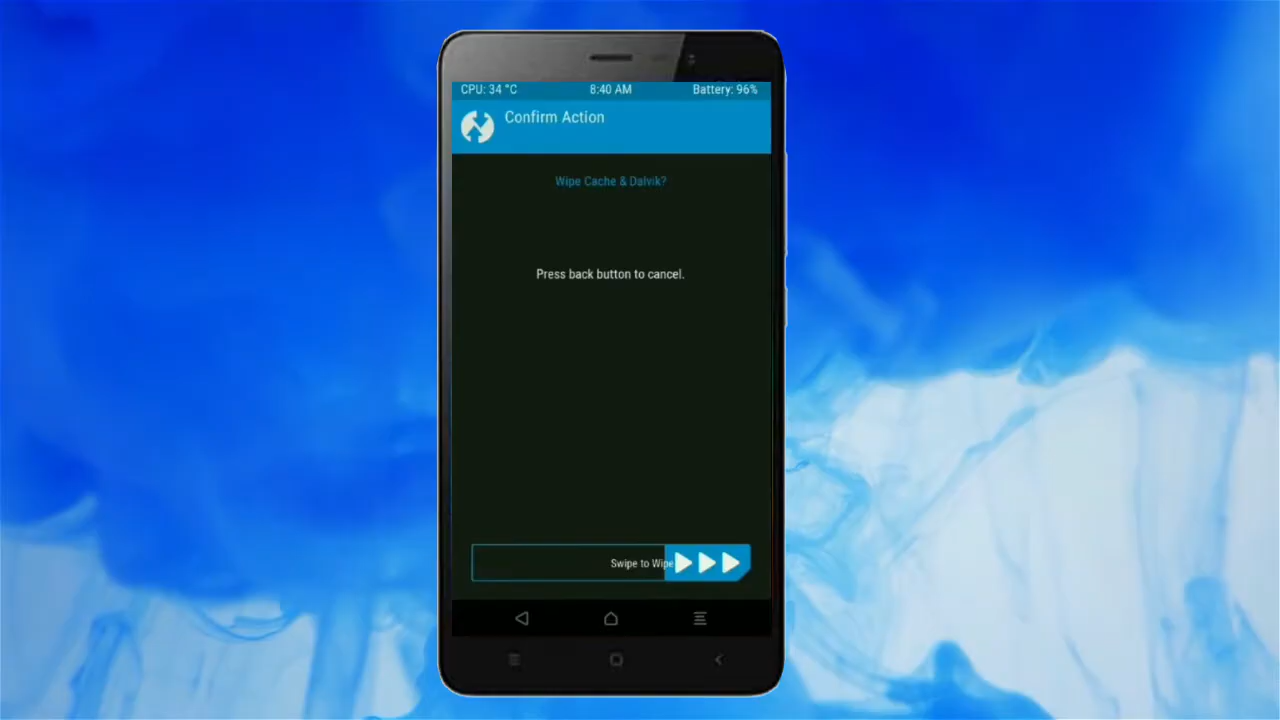 CPU: 34 °C 8:40 AM Battery: 96%
Confirm Action
Wipe Cache & Dalvik?
Press back button to cancel.
Swipe to Wipe